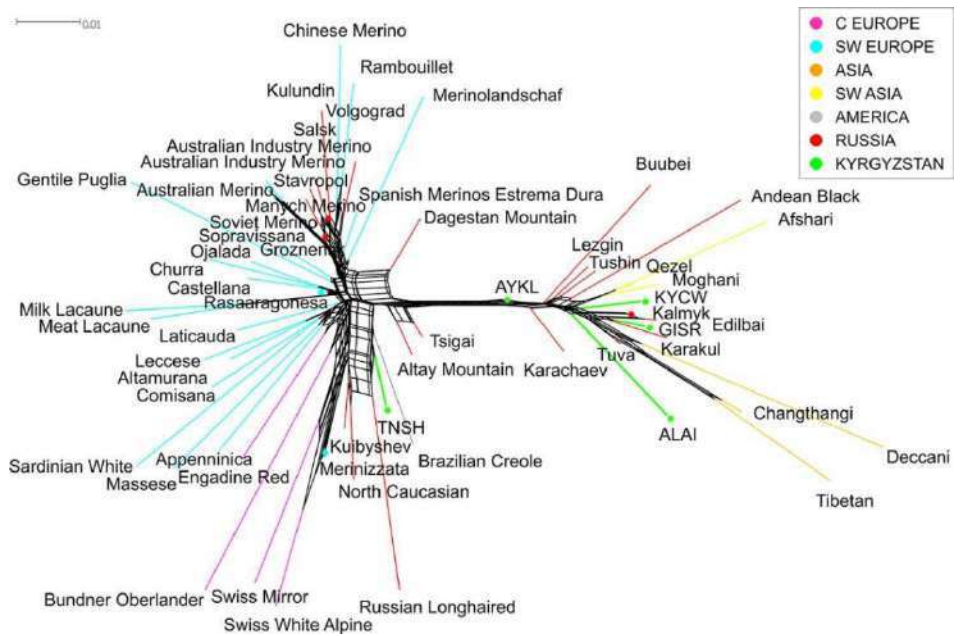 0.01
Chinese Merino
C EUROPE
SW EUROPE
ASIA
SW ASIA
AMERICA
RUSSIA
KYRGYZSTAN
Rambouillet
Kulundin
Merinolandschaf
Volgograd
Salsk
Australian Industry Merino
Australian Industry Merino
Buubei
Gentile Puglia
Stavropol
Australian Merino
Spanish Merinos Estrema Dura
Andean Black
Manych Merino
Dagestan Mountain
Afshari
Soviet Merino
Sopravissana
Groznensk
Lezgin
Ojalada
Tushin
Qezel
Churra
Moghani
Castellana
AYKL
KYCW
Rasaaragonesa
Milk Lacaune
Kalmyk
Meat Lacaune
GISR
Edilbai
Laticauda
Tsigai
Karakul
Leccese
Altay Mountain
Karachaev
Tuva
Altamurana
Comisana
Changthangi
TNSH
ALAI
Kuibyshev
Brazilian Creole
Deccani
Sardinian White
Appenninica
Merinizzata
Massese
Engadine Red
North Caucasian
Tibetan
Bundner Oberlander
Swiss Mirror
Russian Longhaired
Swiss White Alpine